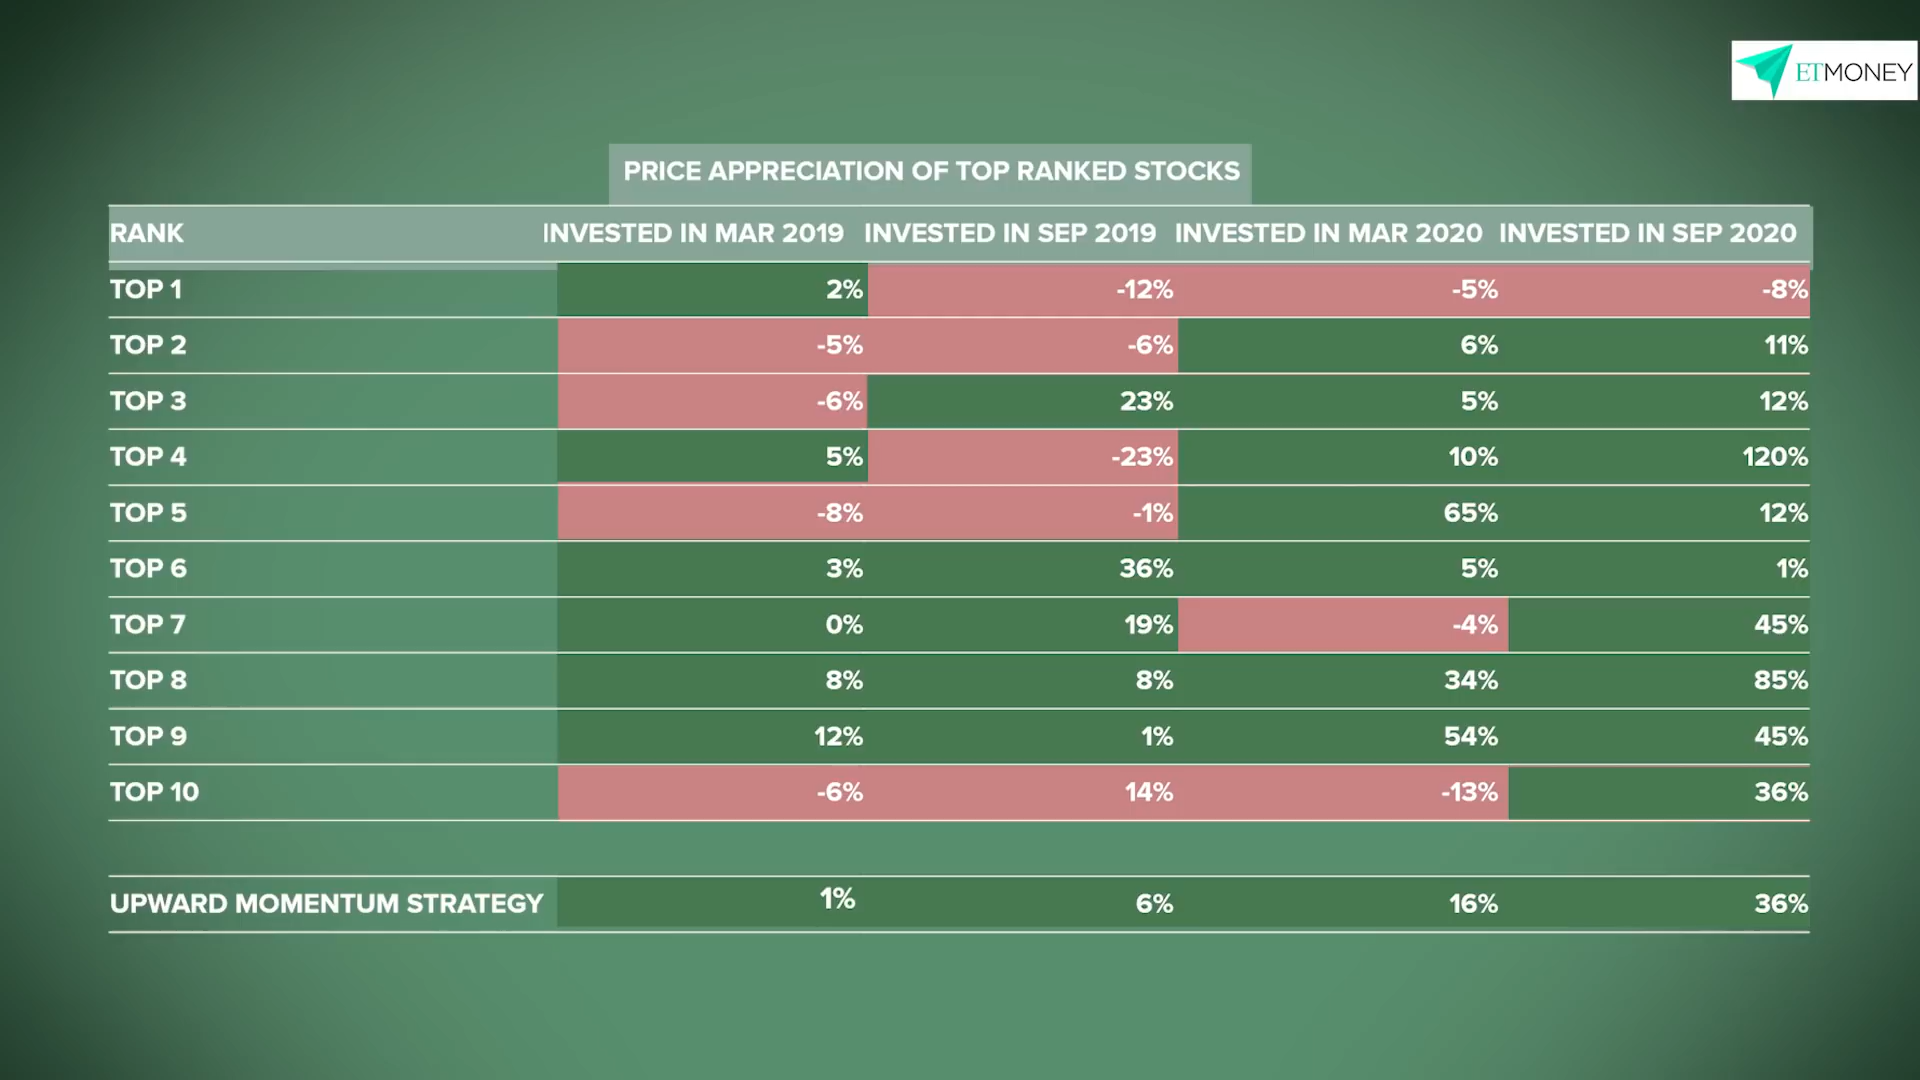 ETMONEY
PRICE APPRECIATION OF TOP RANKED STOCKS
RANK INVESTED IN MAR 2019 INVESTED IN SEP 2019 INVESTED IN MAR 2020 INVESTED IN SEP 2020
TOP 1 2% -12% -5% -8%
TOP 2 -5% -6% 6% 11%
TOP 3 -6% 23% 5% 12%
TOP 4 5% -23% 10% 120%
TOP 5 -8% -1% 65% 12%
TOP 6 3% 36% 5% 1%
TOP 7 0% 19% -4% 45%
TOP 8 8% 8% 34% 85%
TOP 9 12% 1% 54% 45%
TOP 10 -6% 14% -13% 36%
UPWARD MOMENTUM STRATEGY 1% 6% 16% 36%